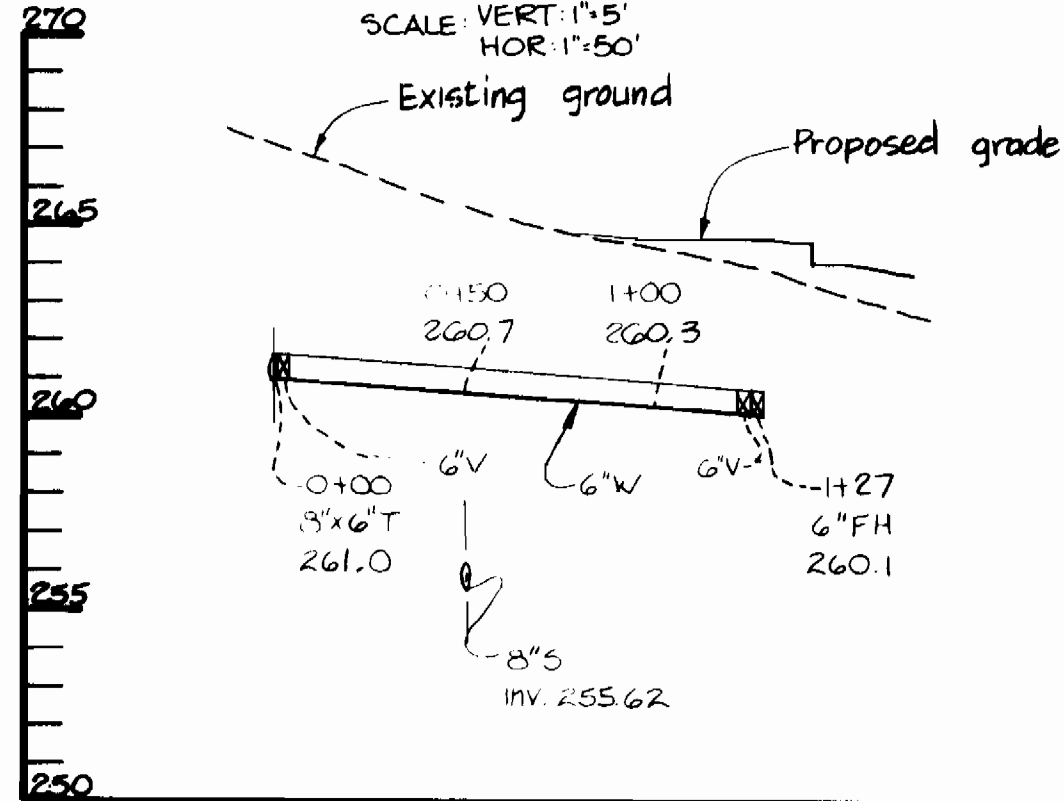 270
SCALE: VERT: 1"=5'
HOR: 1"=50'
Existing ground
Proposed grade
265
0+50
260.7
1+00
260.3
260
6"V
6"W
6"V
0+00
8"x6"T
261.0
1+27
6"FH
260.1
255
8"S
inv. 255.62
250